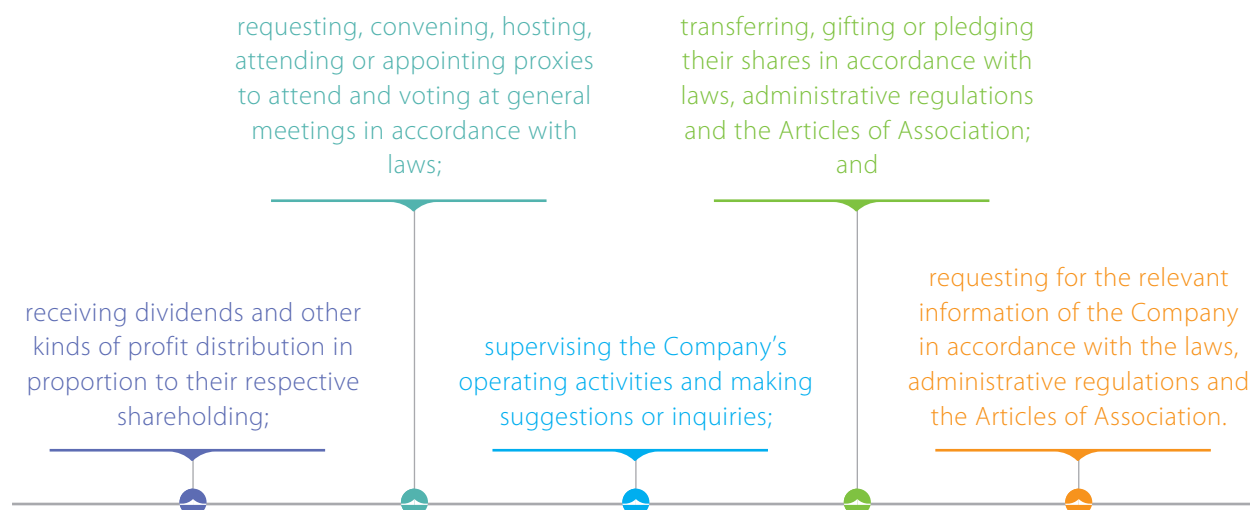 receiving dividends and other
kinds of profit distribution in
proportion to their respective
shareholding;
requesting, convening, hosting,
attending or appointing proxies
to attend and voting at general
meetings in accordance with
laws;
supervising the Company’s
operating activities and making
suggestions or inquiries;
transferring, gifting or pledging
their shares in accordance with
laws, administrative regulations
and the Articles of Association;
and
requesting for the relevant
information of the Company
in accordance with the laws,
administrative regulations and
the Articles of Association.